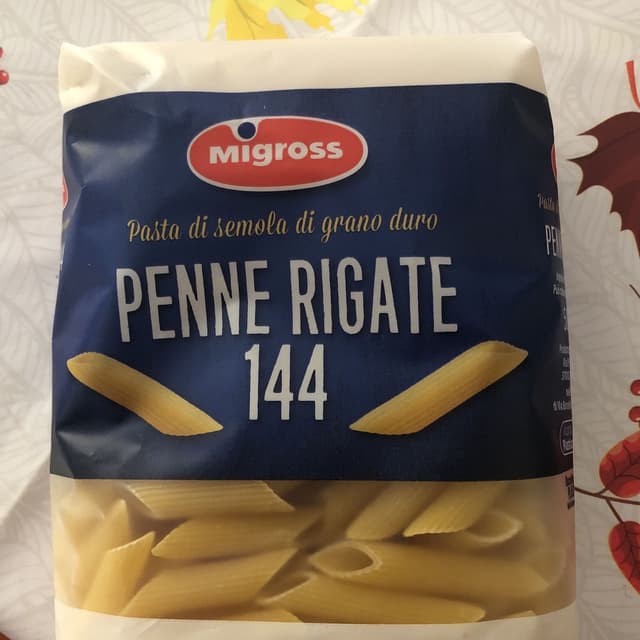 MIGROSS
Pasta di semola di grano duro
PENNE RIGATE
144